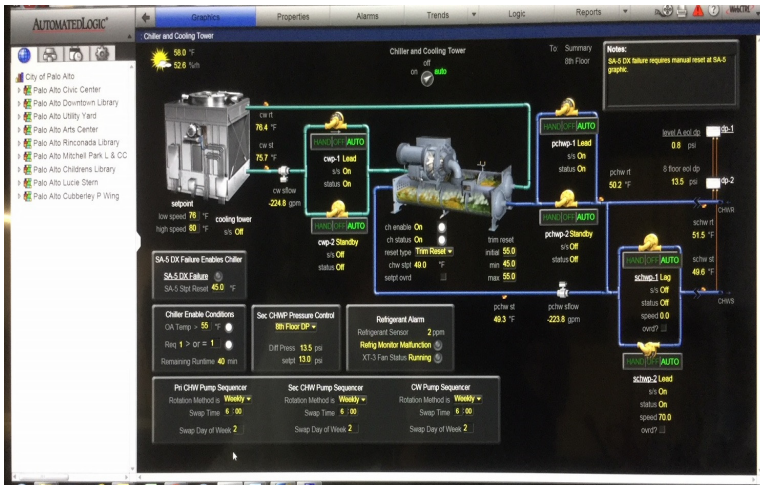 AUTOMATEDLOGIC®
Graphics
Properties
Alarms
Trends
Logic
Reports
WebCTRL
Chiller and Cooling Tower
City of Palo Alto
Palo Alto Civic Center
Palo Alto Downtown Library
Palo Alto Utility Yard
Palo Alto Arts Center
Palo Alto Rinconada Library
Palo Alto Mitchell Park L & CC
Palo Alto Childrens Library
Palo Alto Lucie Stern
Palo Alto Cubberley P Wing
58.0 °F
52.6 %rh
Chiller and Cooling Tower
off
on auto
To Summary
8th Floor
Notes:
SA-5 DX failure requires manual reset at SA-5
graphic.
cw rt
76.4 °F
cw st
75.7 °F
cw sflow
-224.8 gpm
setpoint
low speed 76 °F
high speed 80 °F
cooling tower
s/s Off
HAND OFF AUTO
cwp-1 Lead
s/s On
status On
HAND OFF AUTO
cwp-2 Standby
s/s Off
status Off
HAND OFF AUTO
pchwp-1 Lead
s/s On
status On
HAND OFF AUTO
pchwp-2 Standby
s/s Off
status Off
level A eol dp
0.8 psi
dp-1
8 floor eol dp
13.5 psi
dp-2
pchw rt
50.2 °F
CHWR
schw rt
51.5 °F
schw st
49.6 °F
CHWS
ch enable On
ch status On
reset type Trim Reset
chw stpt 49.0 °F
setpt ovrd
trim reset
initial 55.0
min 45.0
max 55.0
pchw st
49.3 °F
pchw sflow
-223.8 gpm
HAND OFF AUTO
schwp-1 Lag
s/s Off
status Off
speed 0.0
ovrd?
HAND OFF AUTO
schwp-2 Lead
s/s On
status On
speed 70.0
ovrd?
SA-5 DX Failure Enables Chiller
SA-5 DX Failure
SA-5 Stpt Reset 45.0 °F
Chiller Enable Conditions
OA Temp > 55 °F
Req 1 > or = 1
Remaining Runtime 40 min
Sec CHWP Pressure Control
8th Floor DP
Diff Press 13.5 psi
setpt 13.0 psi
Refrigerant Alarm
Refrigerant Sensor 2 ppm
Refrig Monitor Malfunction
XT-3 Fan Status Running
Pri CHW Pump Sequencer
Rotation Method is Weekly
Swap Time 6:00
Swap Day of Week 2
Sec CHW Pump Sequencer
Rotation Method is Weekly
Swap Time 6:00
Swap Day of Week 2
CW Pump Sequencer
Rotation Method is Weekly
Swap Time 6:00
Swap Day of Week 2